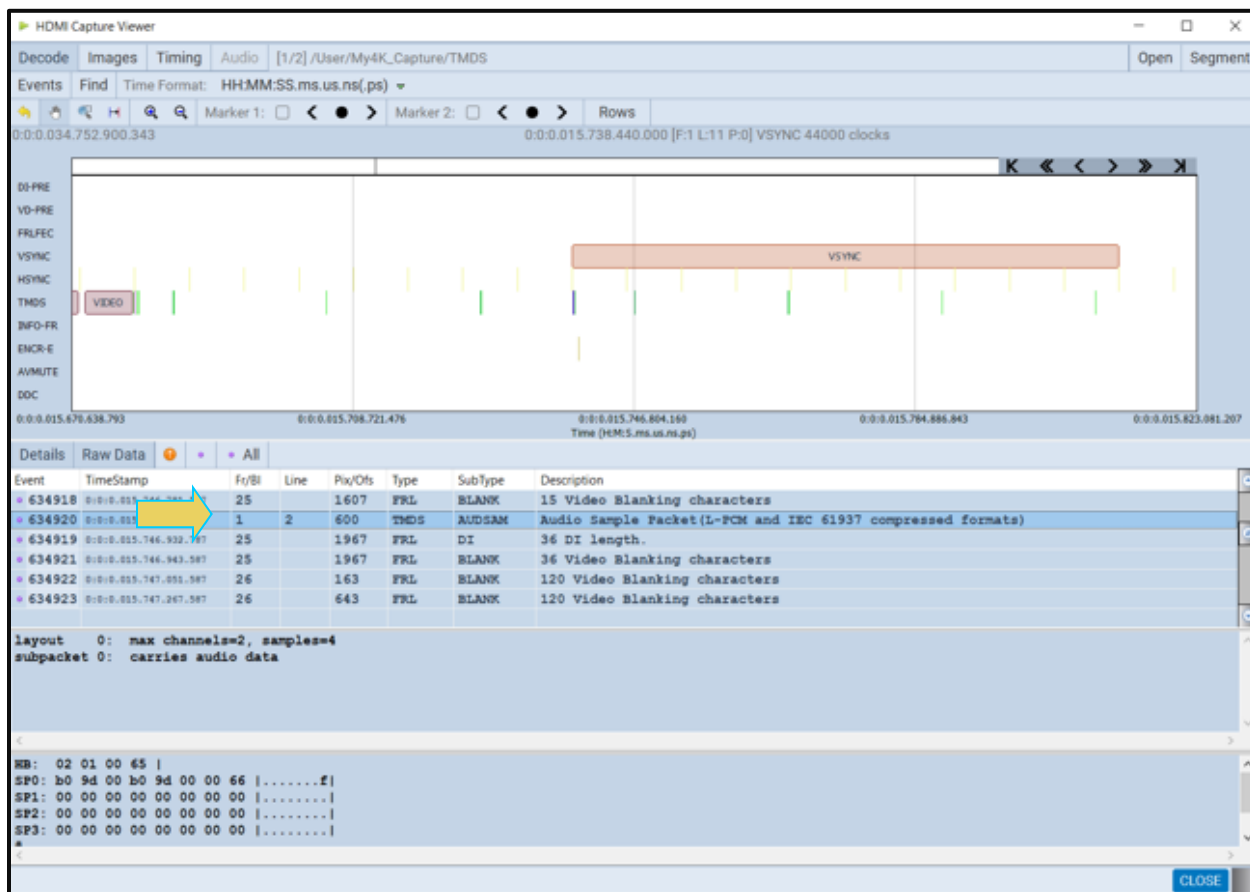 HDMI Capture Viewer
Decode Images Timing Audio [1/2] /User/My4K_Capture/TMDS Open Segment
Events Find Time Format: HH:MM:SS.ms.us.ns(.ps)
Marker 1: Marker 2: Rows
0:0:0.034.752.900.343 0:0:0.015.738.440.000 [F:1 L:11 P:0] VSYNC 44000 clocks
DI-PRE
VD-PRE
FRLFEC
VSYNC VSYNC
HSYNC
TMDS VIDEO
INFO-FR
ENCR-E
AVMUTE
DDC
0:0:0.015.670.638.793 0:0:0.015.708.721.476 0:0:0.015.746.804.160 0:0:0.015.784.886.843 0:0:0.015.823.081.207
Time (H:M:S.ms.us.ns.ps)
Details Raw Data All
Event TimeStamp Fr/Bl Line Pix/Ofs Type SubType Description
634918 25 1607 FRL BLANK 15 Video Blanking characters
634920 1 2 600 TMDS AUDSAM Audio Sample Packet(L-PCM and IEC 61937 compressed formats)
634919 25 1967 FRL DI 36 DI length.
634921 0:0:0.015.746.943.587 25 1967 FRL BLANK 36 Video Blanking characters
634922 0:0:0.015.747.051.587 26 163 FRL BLANK 120 Video Blanking characters
634923 0:0:0.015.747.267.587 26 643 FRL BLANK 120 Video Blanking characters
layout 0: max channels=2, samples=4
subpacket 0: carries audio data
HB: 02 01 00 65 |
SP0: b0 9d 00 b0 9d 00 00 66 |.......f|
SP1: 00 00 00 00 00 00 00 00 |........|
SP2: 00 00 00 00 00 00 00 00 |........|
SP3: 00 00 00 00 00 00 00 00 |........|
CLOSE